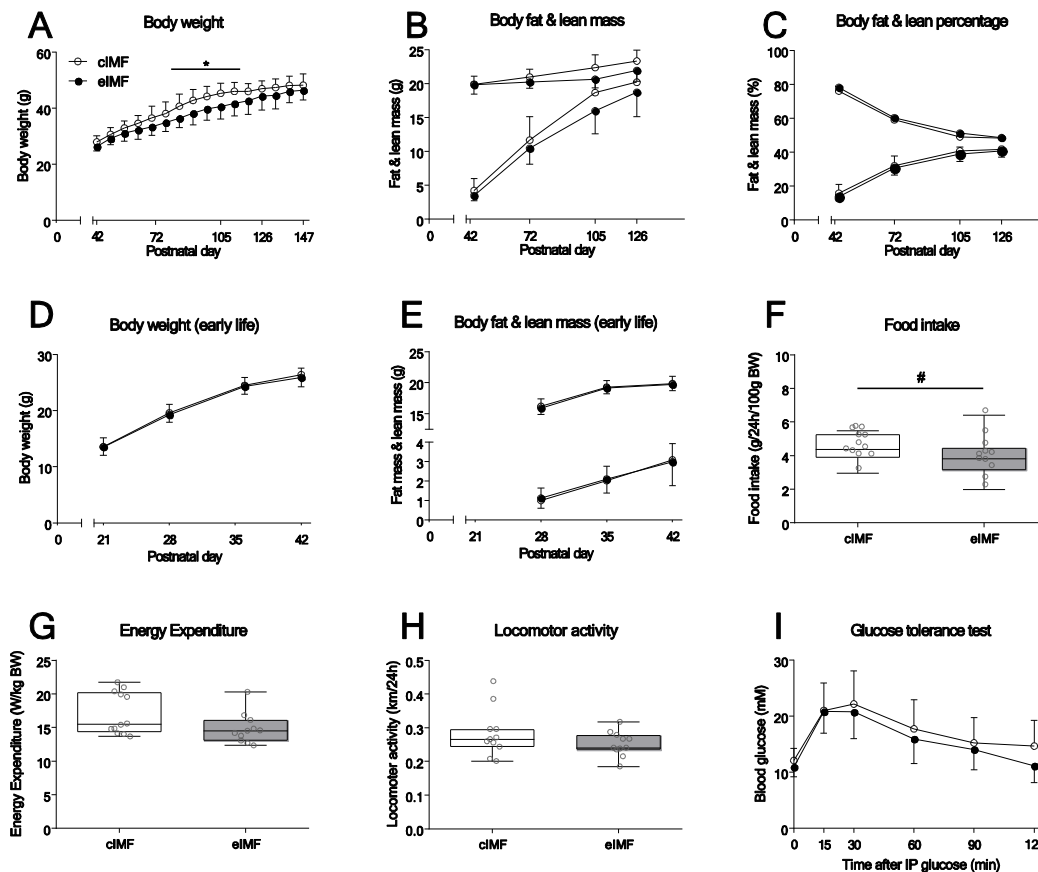 A
Body weight
Body weight (g)
60
40
20
0
cIMF
eIMF
*
0
42
72
105
126
147
Postnatal day
B
Body fat & lean mass
Fat & lean mass (g)
25
20
15
10
5
0
0
42
72
105
126
Postnatal day
C
Body fat & lean percentage
Fat & lean mass (%)
100
80
60
40
20
0
0
42
72
105
126
Postnatal day
D
Body weight (early life)
Body weight (g)
30
20
10
0
0
21
28
35
42
Postnatal day
E
Body fat & lean mass (early life)
Fat mass & lean mass (g)
25
20
15
4
3
2
1
0
0
21
28
35
42
Postnatal day
F
Food intake
Food intake (g/24h/100g BW)
10
8
6
4
2
0
#
cIMF
eIMF
G
Energy Expenditure
Energy Expenditure (W/kg BW)
25
20
15
10
5
0
cIMF
eIMF
H
Locomotor activity
Locomoter activity (km/24h)
0.5
0.4
0.3
0.2
0.1
0.0
cIMF
eIMF
I
Glucose tolerance test
Blood glucose (mM)
30
20
10
0
0
15
30
60
90
Time after IP glucose (min)